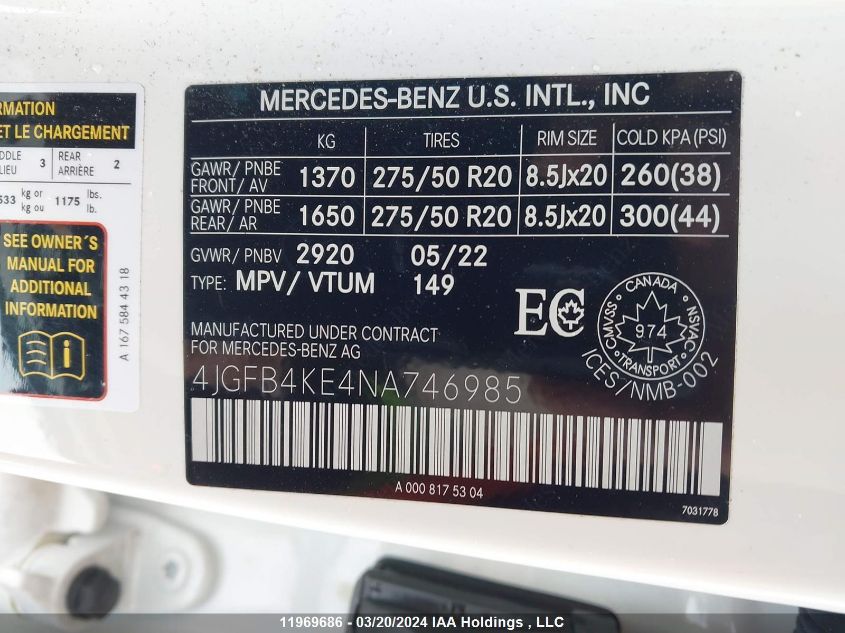 RMATION
ET LE CHARGEMENT
DDLE 3 REAR 2
LIEU ARRIÈRE
533 kg or 1175 lbs.
kg ou lb.
SEE OWNER´S
MANUAL FOR
ADDITIONAL
INFORMATION
A 167 584 43 18
MERCEDES-BENZ U.S. INTL., INC
KG TIRES RIM SIZE COLD KPA (PSI)
GAWR/ PNBE FRONT/ AV 1370 275/50 R20 8.5Jx20 260(38)
GAWR/ PNBE REAR/ AR 1650 275/50 R20 8.5Jx20 300(44)
GVWR/ PNBV 2920 05/22
TYPE: MPV/ VTUM 149
EC
CANADA
CMVSS 974 NSVAC
TRANSPORT
ICES/NMB-002
MANUFACTURED UNDER CONTRACT
FOR MERCEDES-BENZ AG
4JGFB4KE4NA746985
A 000 817 53 04
7031778
11969686 - 03/20/2024 IAA Holdings , LLC